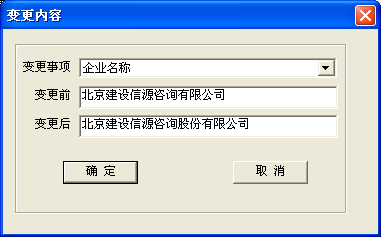 变更内容
变更事项 企业名称
变更前 北京建设信源咨询有限公司
变更后 北京建设信源咨询股份有限公司
确 定 取 消